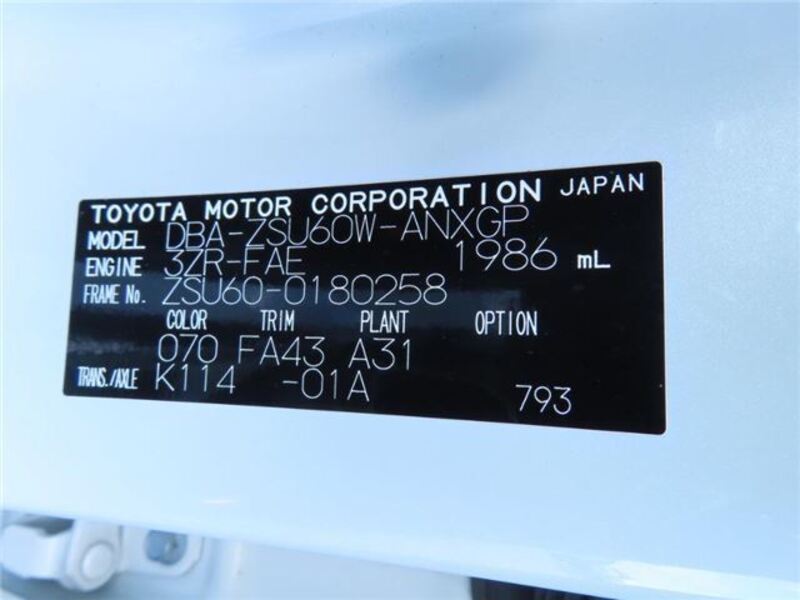 TOYOTA MOTOR CORPORATION JAPAN
MODEL DBA-ZSU60W-ANXGP
ENGINE 3ZR-FAE 1986 mL
FRAME No. ZSU60-0180258
COLOR TRIM PLANT OPTION
070 FA43 A31
TRANS./AXLE K114 -01A 793